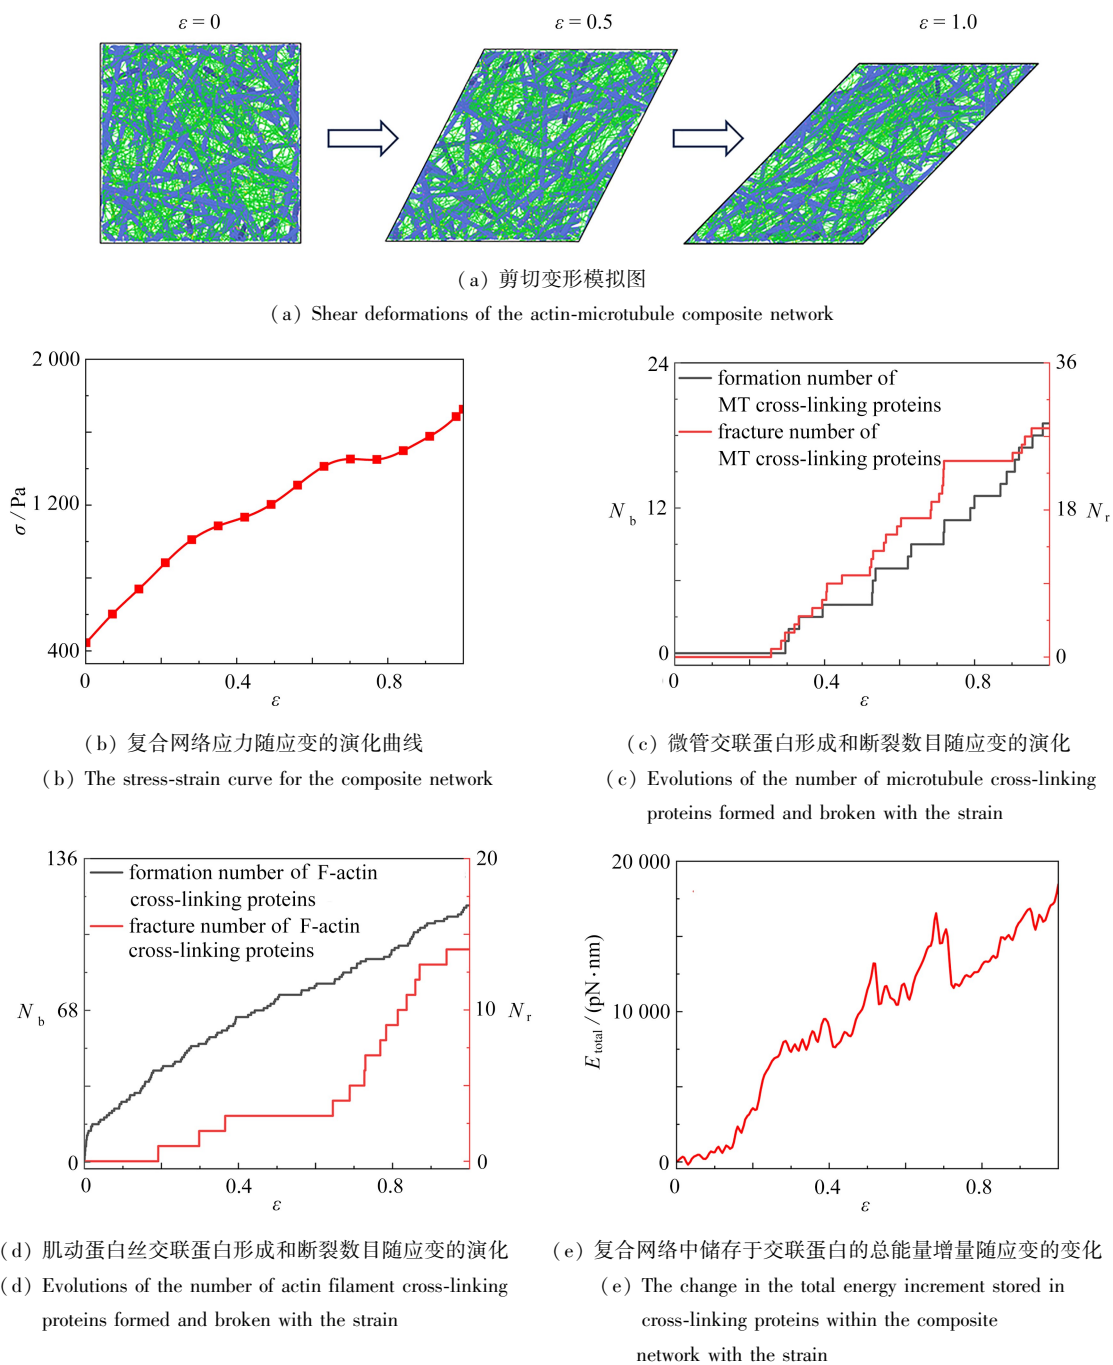 ε = 0
ε = 0.5
ε = 1.0
(a) 剪切变形模拟图
(a) Shear deformations of the actin-microtubule composite network
2 000
1 200
400
σ / Pa
0
0.4
0.8
ε
(b) 复合网络应力随应变的演化曲线
(b) The stress-strain curve for the composite network
24
12
0
N b
36
18
0
N r
formation number of
MT cross-linking proteins
fracture number of
MT cross-linking proteins
0
0.4
0.8
ε
(c) 微管交联蛋白形成和断裂数目随应变的演化
(c) Evolutions of the number of microtubule cross-linking
proteins formed and broken with the strain
136
68
0
N b
20
10
0
N r
formation number of F-actin
cross-linking proteins
fracture number of F-actin
cross-linking proteins
0
0.4
0.8
ε
(d) 肌动蛋白丝交联蛋白形成和断裂数目随应变的演化
(d) Evolutions of the number of actin filament cross-linking
proteins formed and broken with the strain
20 000
10 000
0
E total / (pN · nm)
0
0.4
0.8
ε
(e) 复合网络中储存于交联蛋白的总能量增量随应变的变化
(e) The change in the total energy increment stored in
cross-linking proteins within the composite
network with the strain